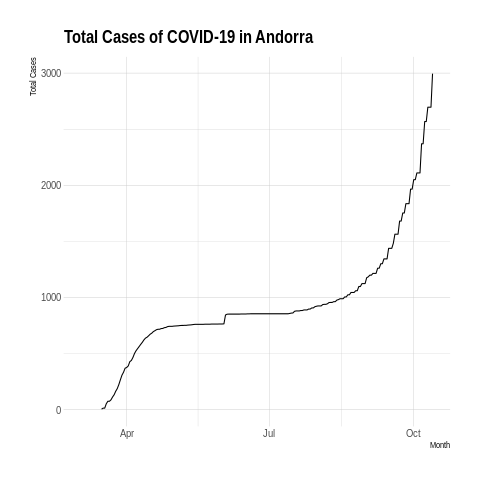 Total Cases of COVID-19 in Andorra
Total Cases
3000
2000
1000
0
Apr
Jul
Oct
Month